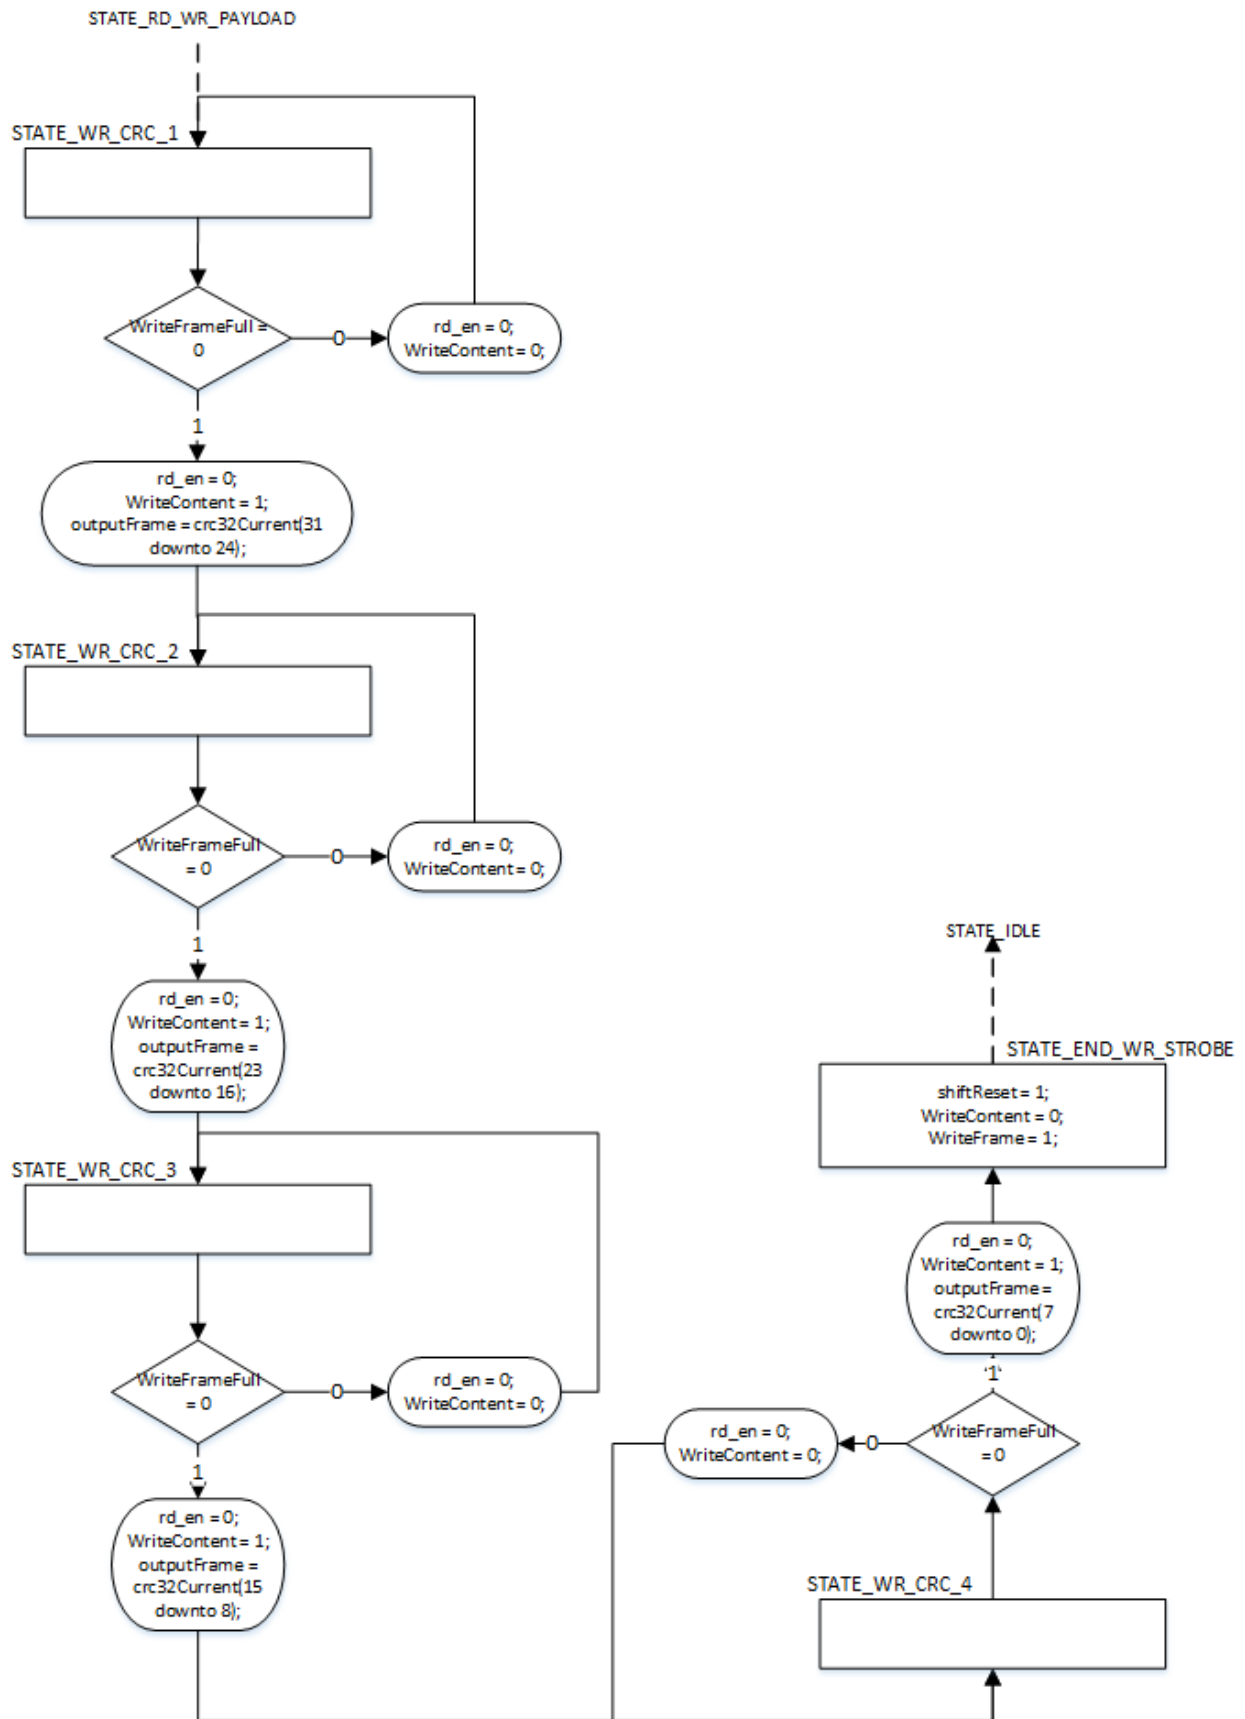 STATE_RD_WR_PAYLOAD
STATE_WR_CRC_1
WriteFrameFull =
0
0
rd_en = 0;
WriteContent = 0;
1
rd_en = 0;
WriteContent = 1;
outputFrame = crc32Current(31
downto 24);
STATE_WR_CRC_2
WriteFrameFull
= 0
0
rd_en = 0;
WriteContent = 0;
1
rd_en = 0;
WriteContent = 1;
outputFrame =
crc32Current(23
downto 16);
STATE_WR_CRC_3
WriteFrameFull
= 0
0
rd_en = 0;
WriteContent = 0;
1
rd_en = 0;
WriteContent = 1;
outputFrame =
crc32Current(15
downto 8);
STATE_IDLE
STATE_END_WR_STROBE
shiftReset = 1;
WriteContent = 0;
WriteFrame = 1;
rd_en = 0;
WriteContent = 1;
outputFrame =
crc32Current(7
downto 0);
'1'
WriteFrameFull
= 0
0
rd_en = 0;
WriteContent = 0;
STATE_WR_CRC_4